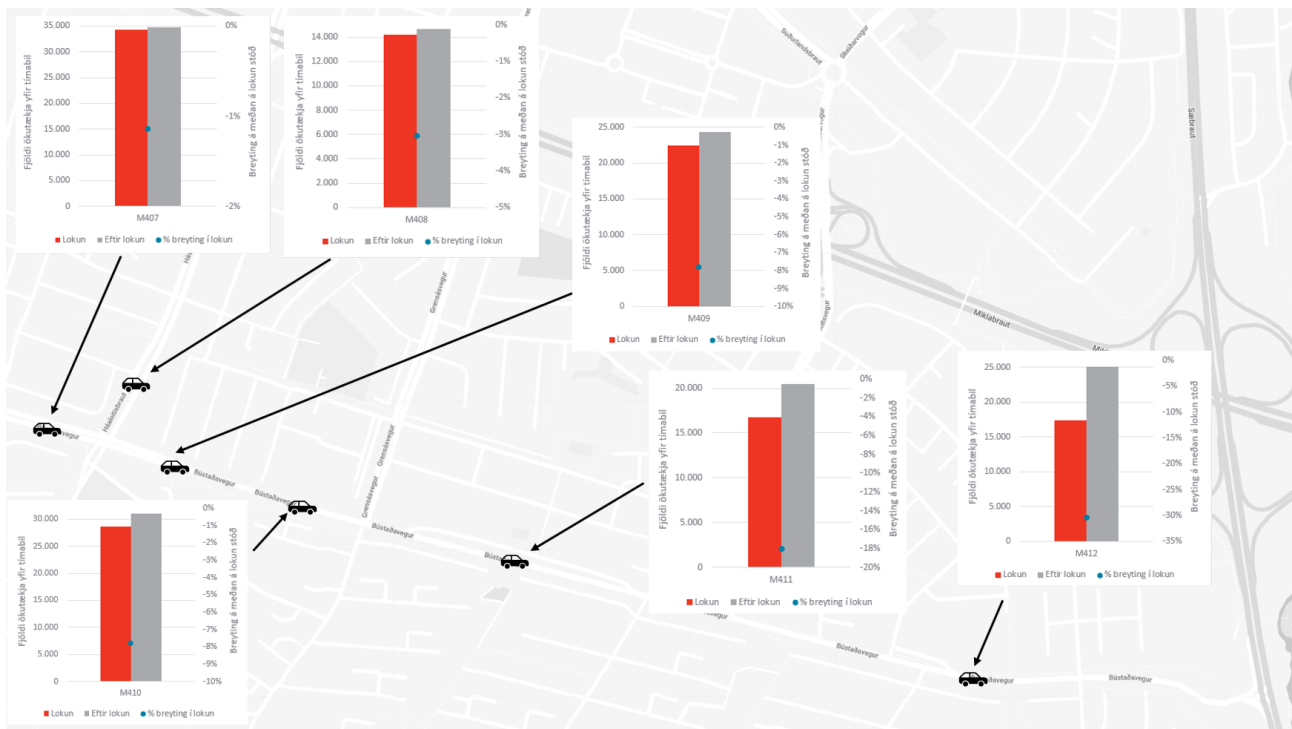 Fjöldi ökutækja yfir tímabil
35.000
30.000
25.000
20.000
15.000
10.000
5.000
0
0%
-1%
-2%
Breyting á meðan á lokun stóð
M407
Lokun Eftir lokun % breyting í lokun
Fjöldi ökutækja yfir tímabil
14.000
12.000
10.000
8.000
6.000
4.000
2.000
0
0%
-1%
-2%
-3%
-4%
-5%
Breyting á meðan á lokun stóð
M408
Lokun Eftir lokun % breyting í lokun
Suðurlandsbraut
Skeiðarvogur
Sæbraut
Fjöldi ökutækja yfir tímabil
25.000
20.000
15.000
10.000
5.000
0
0%
-1%
-2%
-3%
-4%
-5%
-6%
-7%
-8%
-9%
-10%
Breyting á meðan á lokun stóð
M409
Lokun Eftir lokun % breyting í lokun
Grensásvegur
Miklabraut
Háaleitisbraut
Grensásvegur
Grensásvegur
Bústaðavegur
Bústaðavegur
Bústaðavegur
Fjöldi ökutækja yfir tímabil
20.000
15.000
10.000
5.000
0
0%
-2%
-4%
-6%
-8%
-10%
-12%
-14%
-16%
-18%
-20%
Breyting á meðan á lokun stóð
M411
Lokun Eftir lokun % breyting í lokun
Fjöldi ökutækja yfir tímabil
25.000
20.000
15.000
10.000
5.000
0
0%
-5%
-10%
-15%
-20%
-25%
-30%
-35%
Breyting á meðan á lokun stóð
M412
Lokun Eftir lokun % breyting í lokun
Fjöldi ökutækja yfir tímabil
30.000
25.000
20.000
15.000
10.000
5.000
0
0%
-1%
-2%
-3%
-4%
-5%
-6%
-7%
-8%
-9%
-10%
Breyting á meðan á lokun stóð
M410
Lokun Eftir lokun % breyting í lokun
Bústaðavegur
Bústaðavegur
Bústaðavegur